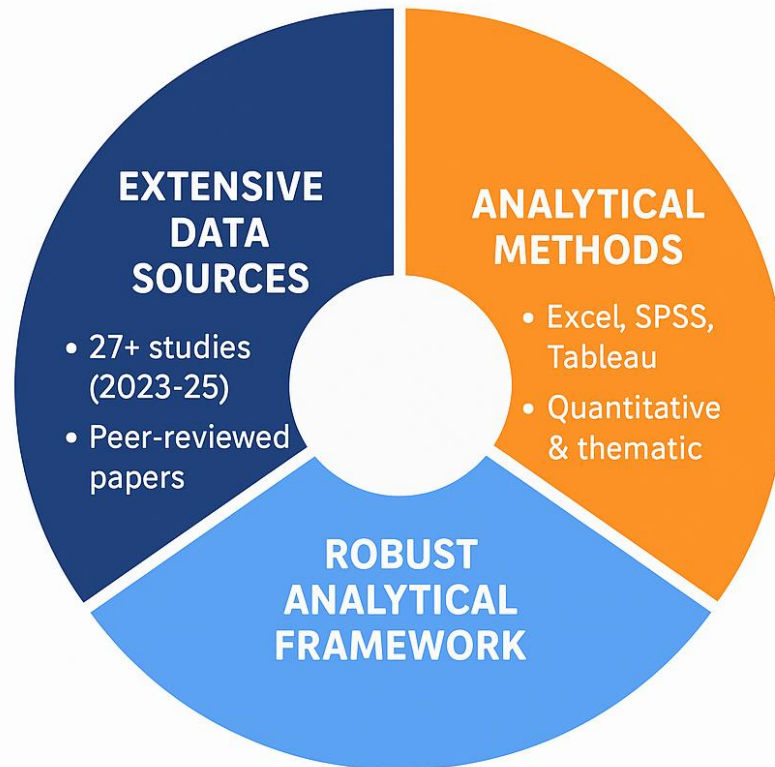 EXTENSIVE
DATA
SOURCES
• 27+ studies
(2023-25)
• Peer-reviewed
papers
ANALYTICAL
METHODS
• Excel, SPSS,
Tableau
• Quantitative
& thematic
ROBUST
ANALYTICAL
FRAMEWORK